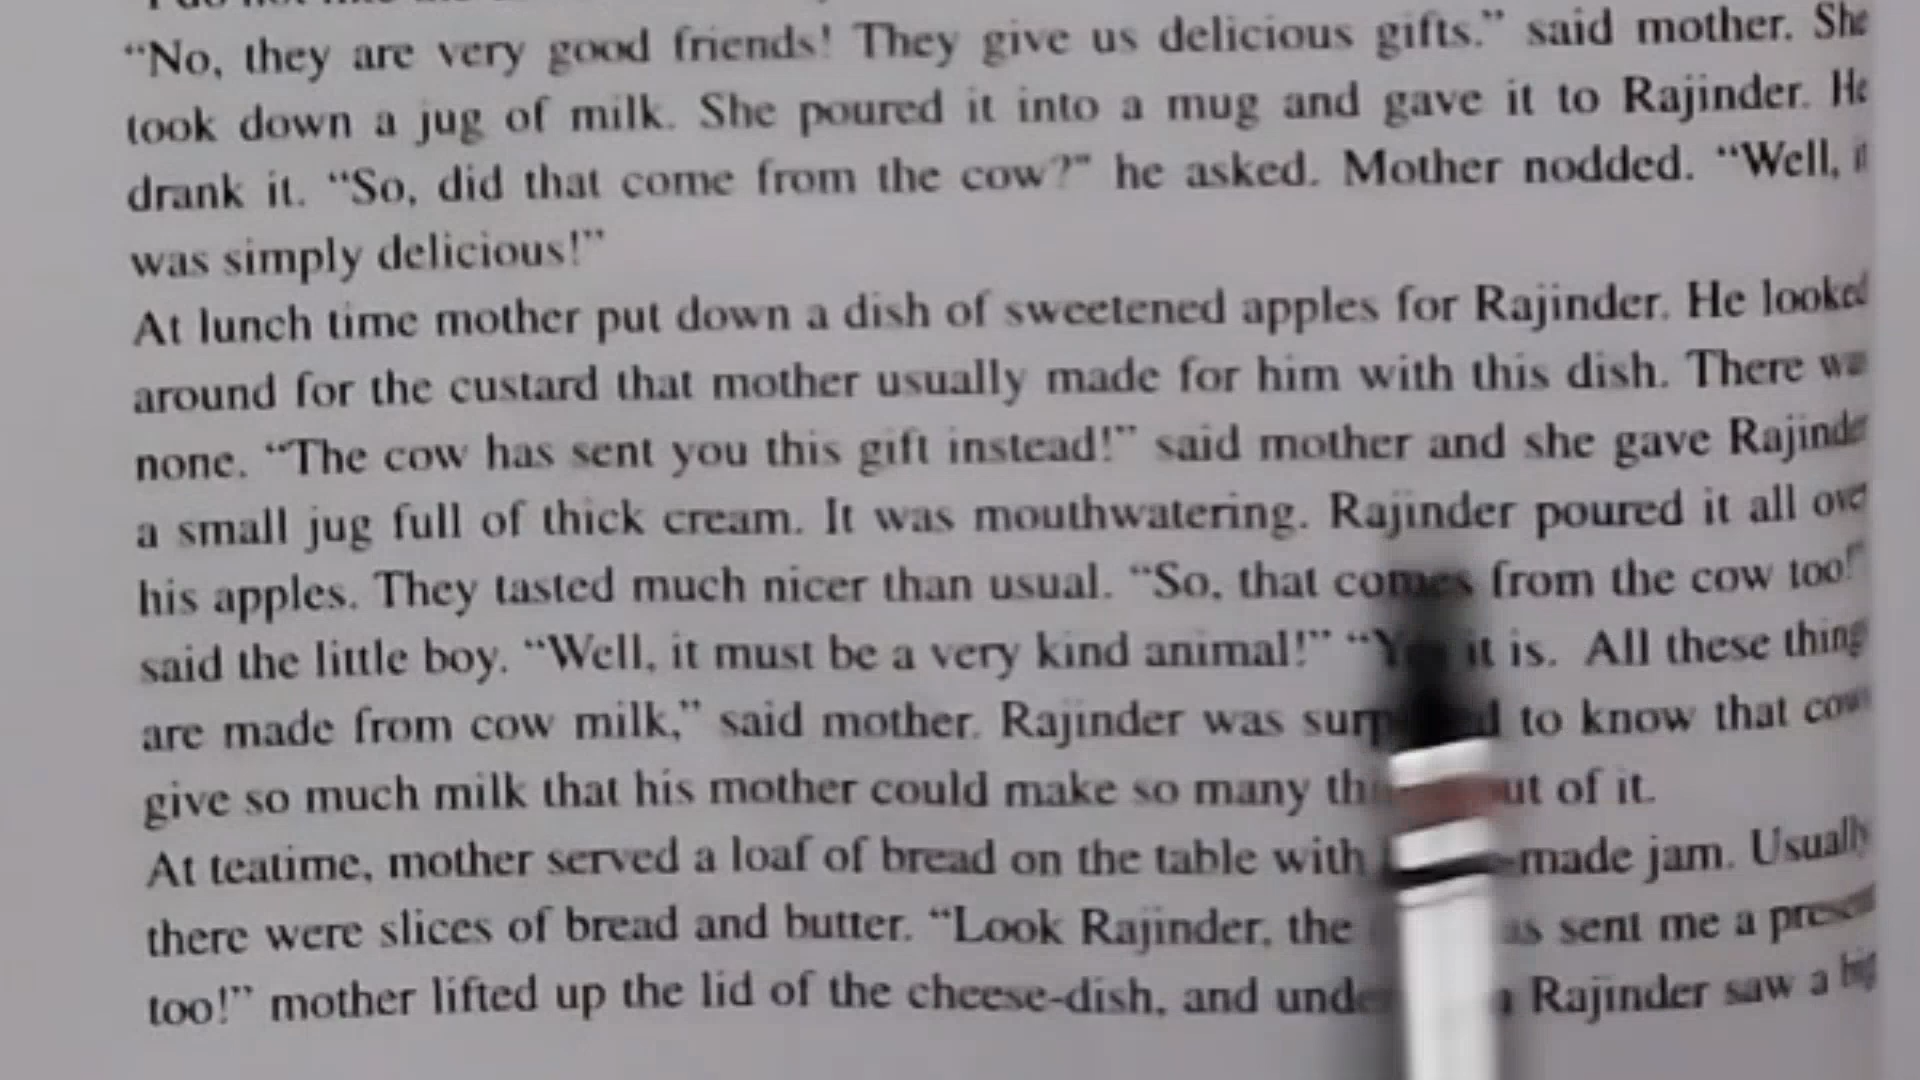 “No, they are very good friends! They give us delicious gifts.” said mother. She
took down a jug of milk. She poured it into a mug and gave it to Rajinder. He
drank it. “So, did that come from the cow?" he asked. Mother nodded. “Well, it
was simply delicious!”
At lunch time mother put down a dish of sweetened apples for Rajinder. He looked
around for the custard that mother usually made for him with this dish. There was
none. “The cow has sent you this gift instead!” said mother and she gave Rajinder
a small jug full of thick cream. It was mouthwatering. Rajinder poured it all over
his apples. They tasted much nicer than usual. “So, that comes from the cow too!”
said the little boy. “Well, it must be a very kind animal!” it is. All these
are made from cow milk,” said mother. Rajinder was to know that
give so much milk that his mother could make so many of it.
At teatime, mother served a loaf of bread on the table with -made jam. Usually
there were slices of bread and butter. “Look Rajinder, the sent me a present
too!” mother lifted up the lid of the cheese-dish, and Rajinder saw a big